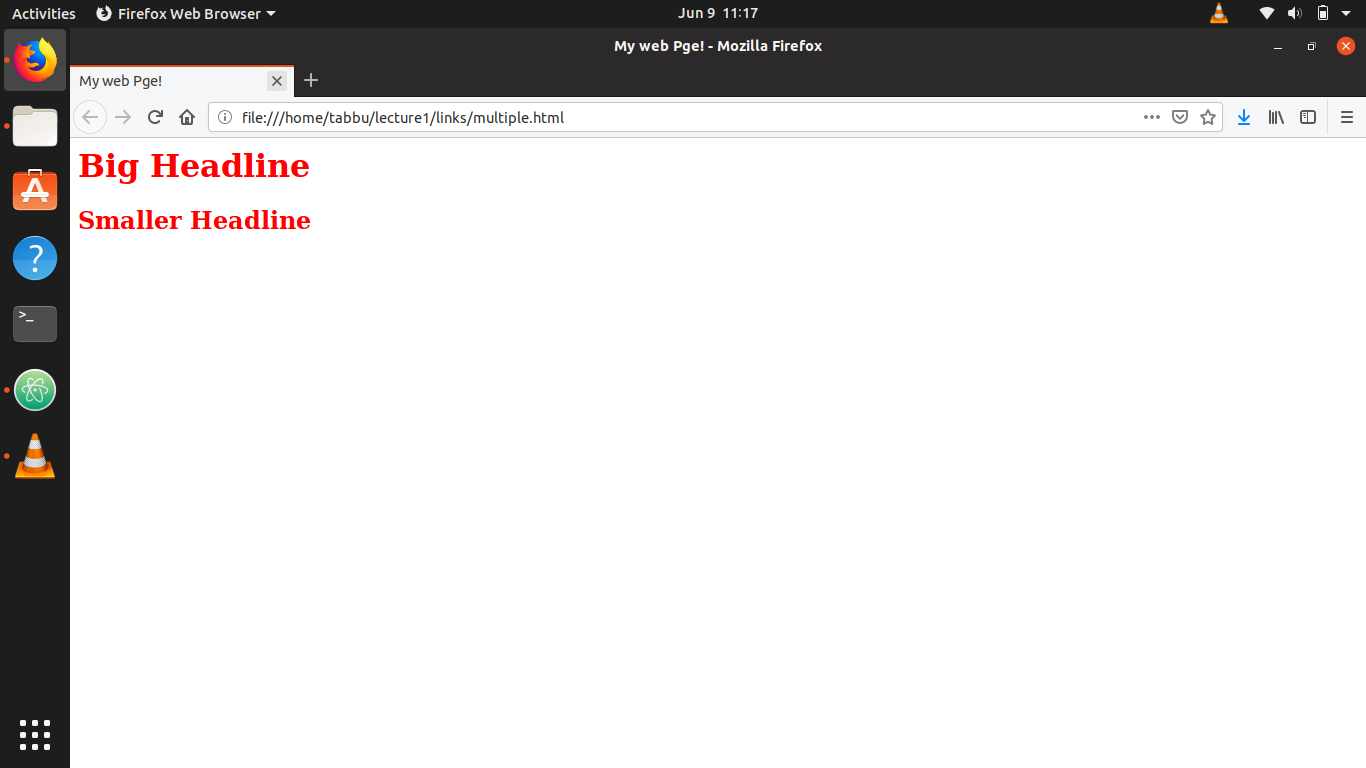 Activities Firefox Web Browser Jun 9 11:17
My web Pge! - Mozilla Firefox
My web Pge!
file:///home/tabbu/lecture1/links/multiple.html
Big Headline
Smaller Headline
?
>_